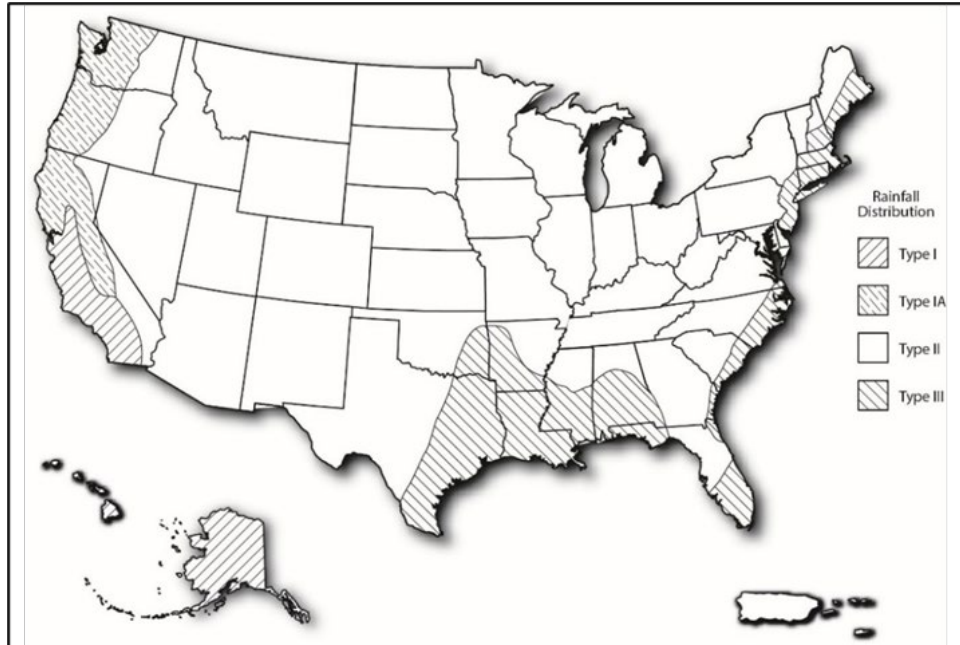 Rainfall
Distribution
Type I
Type IA
Type II
Type III